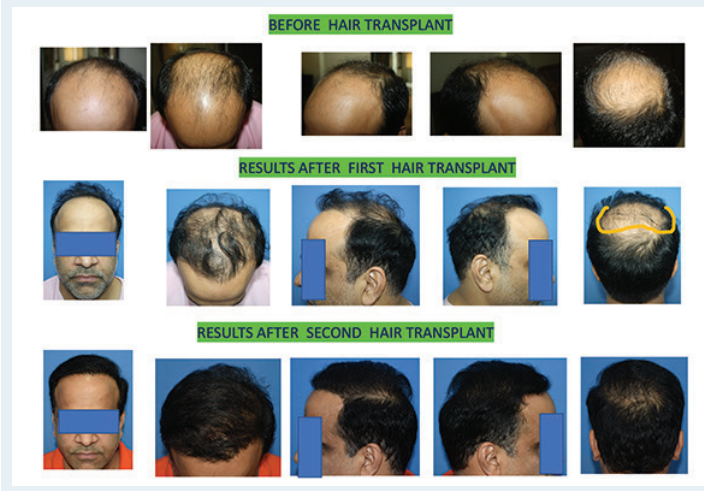 BEFORE HAIR TRANSPLANT
RESULTS AFTER FIRST HAIR TRANSPLANT
RESULTS AFTER SECOND HAIR TRANSPLANT